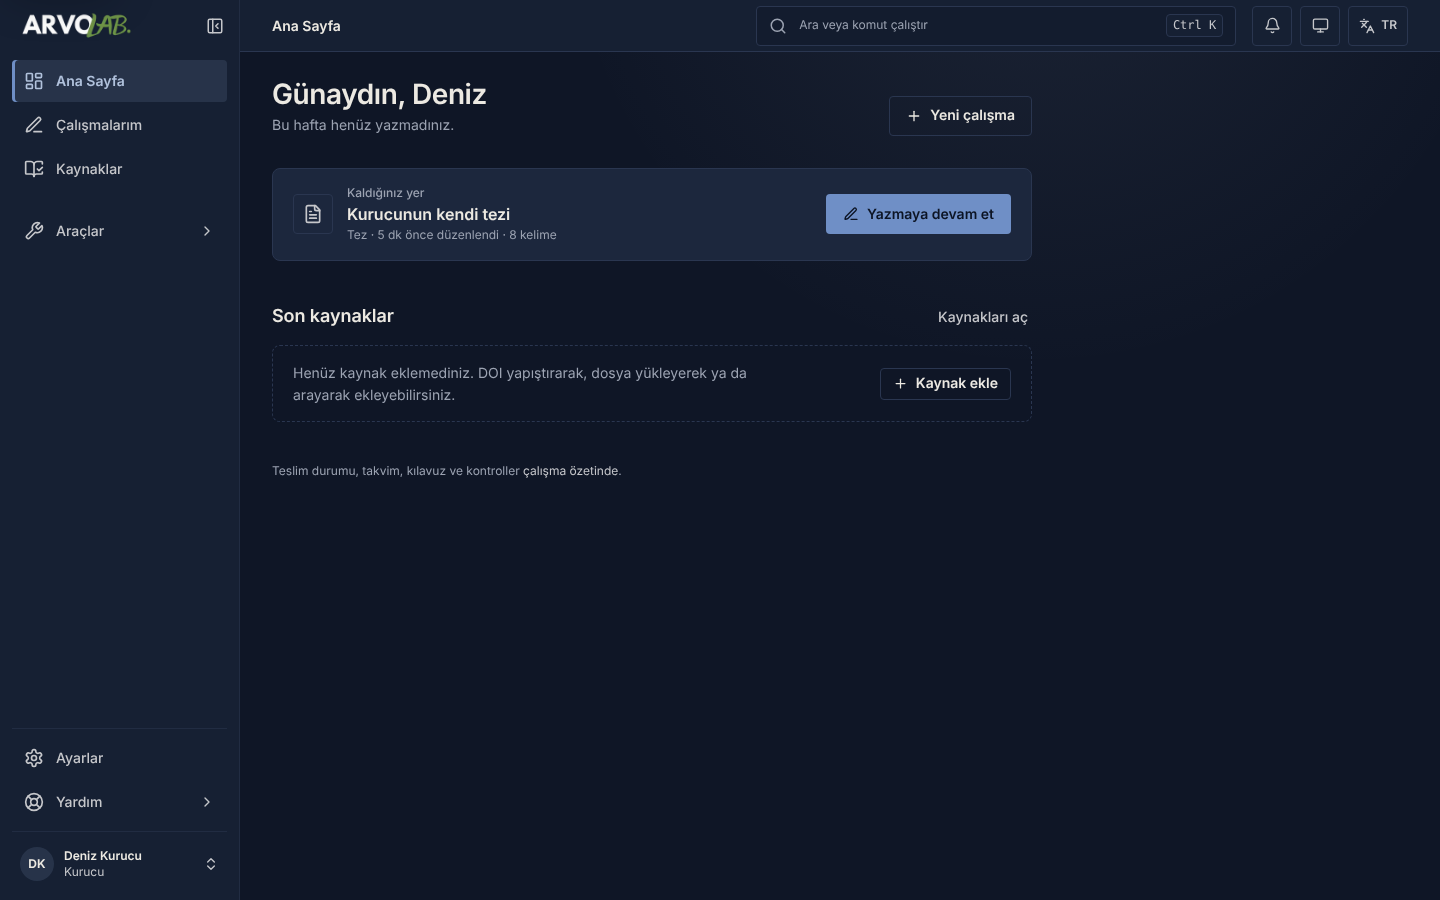 ARVOLAB.
Ana Sayfa
Çalışmalarım
Kaynaklar
Araçlar
Ayarlar
Yardım
DK
Deniz Kurucu
Kurucu
Ana Sayfa
Ara veya komut çalıştır
Ctrl K
TR
Günaydın, Deniz
Bu hafta henüz yazmadınız.
Yeni çalışma
Kaldığınız yer
Kurucunun kendi tezi
Tez · 5 dk önce düzenlendi · 8 kelime
Yazmaya devam et
Son kaynaklar
Kaynakları aç
Henüz kaynak eklemediniz. DOI yapıştırarak, dosya yükleyerek ya da
arayarak ekleyebilirsiniz.
Kaynak ekle
Teslim durumu, takvim, kılavuz ve kontroller çalışma özetinde.